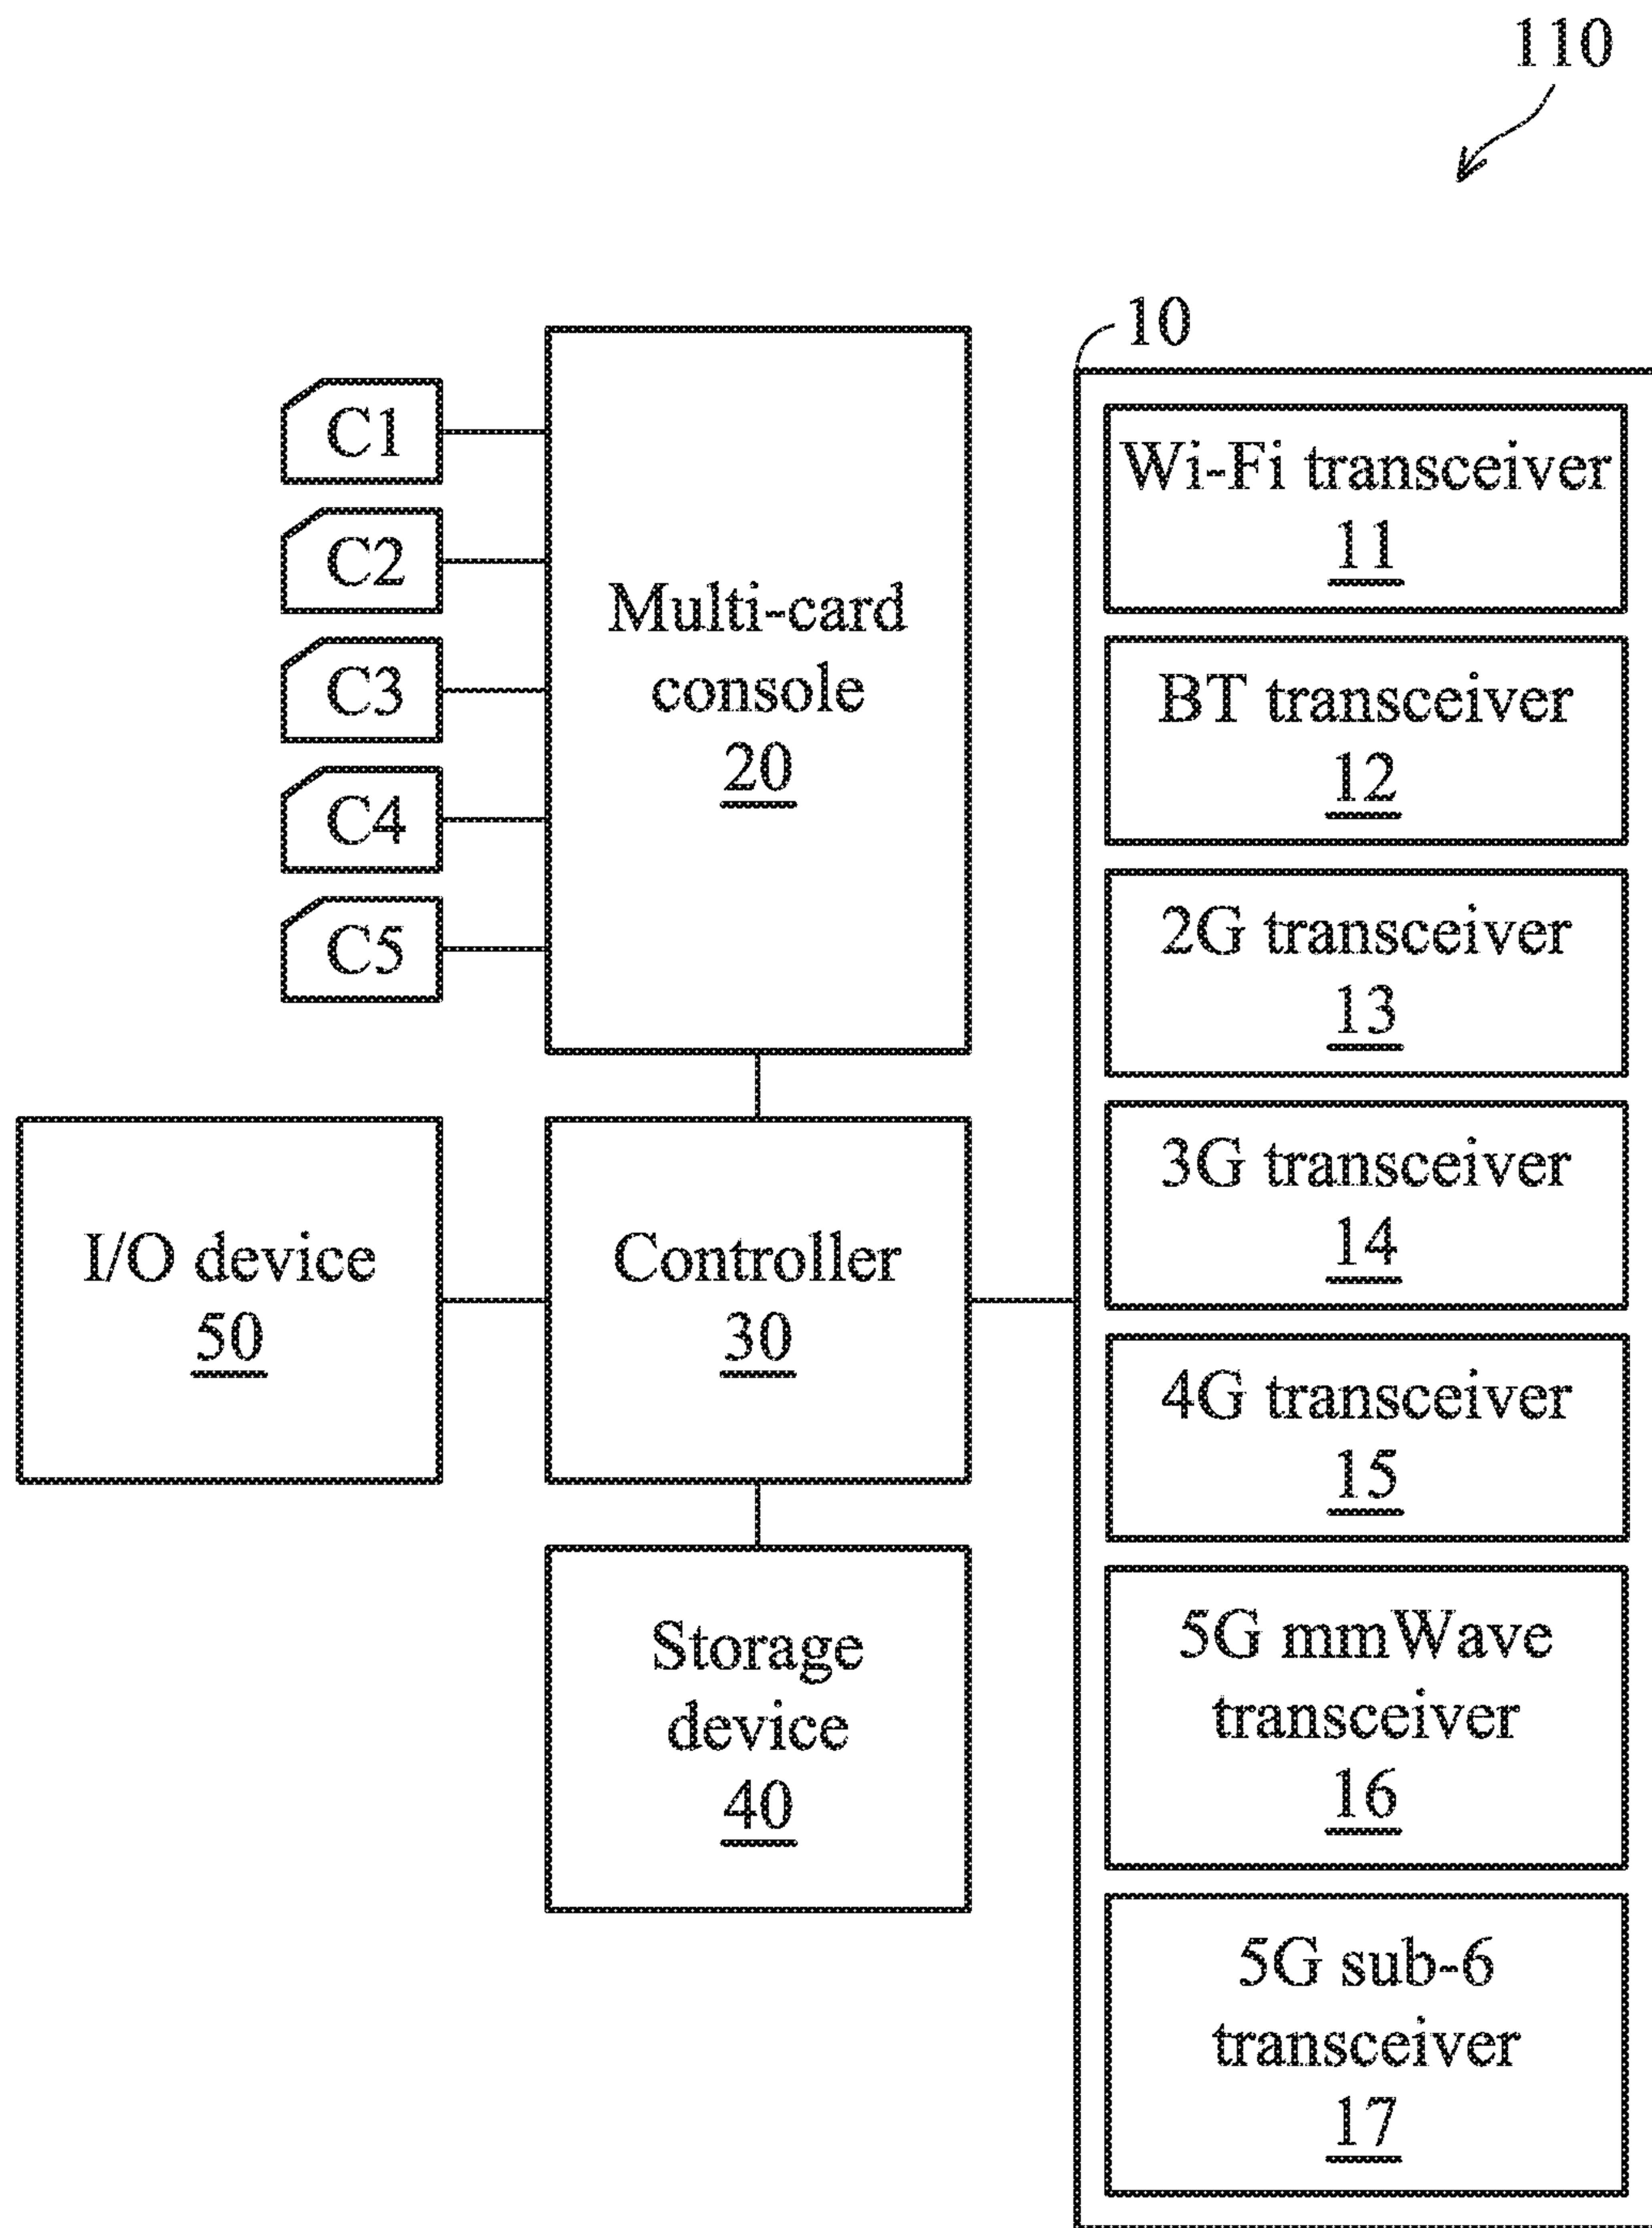 110
10
C1
C2
C3
C4
C5
Multi-card
console
20
I/O device
50
Controller
30
Storage
device
40
Wi-Fi transceiver
11
BT transceiver
12
2G transceiver
13
3G transceiver
14
4G transceiver
15
5G mmWave
transceiver
16
5G sub-6
transceiver
17